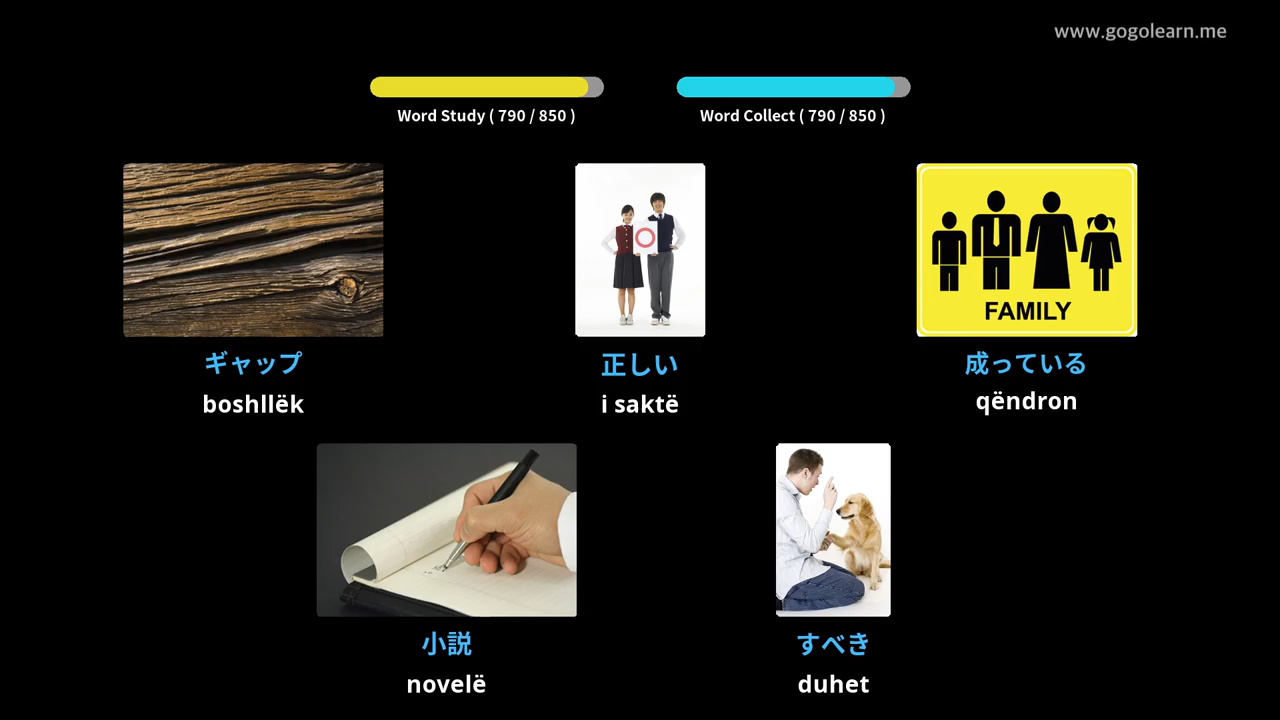 www.gogolearn.me
Word Study ( 790 / 850 )
Word Collect ( 790 / 850 )
FAMILY
ギャップ
boshllëk
正しい
i saktë
成っている
qëndron
小説
novelë
すべき
duhet